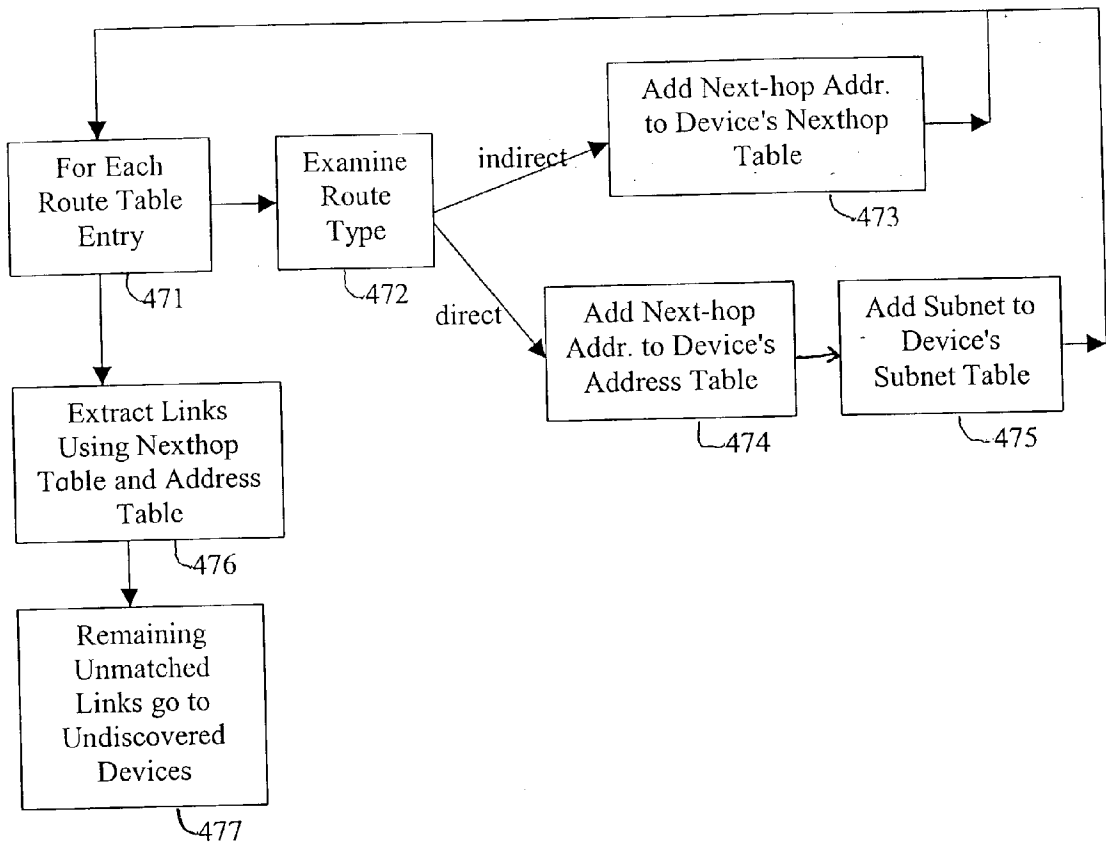 For Each
Route Table
Entry
471
Examine
Route
Type
472
indirect
direct
Add Next-hop Addr.
to Device's Nexthop
Table
473
Add Next-hop
Addr. to Device's
Address Table
474
Add Subnet to
Device's
Subnet Table
475
Extract Links
Using Nexthop
Table and Address
Table
476
Remaining
Unmatched
Links go to
Undiscovered
Devices
477